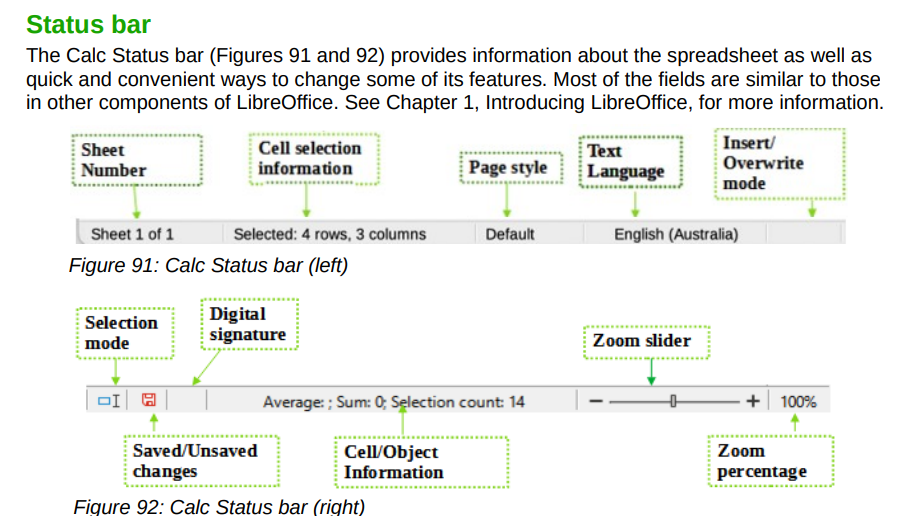 Status bar
The Calc Status bar (Figures 91 and 92) provides information about the spreadsheet as well as
quick and convenient ways to change some of its features. Most of the fields are similar to those
in other components of LibreOffice. See Chapter 1, Introducing LibreOffice, for more information.
Sheet
Number
Cell selection
information
Page style
Text
Language
Insert/
Overwrite
mode
Sheet 1 of 1
Selected: 4 rows, 3 columns
Default
English (Australia)
Figure 91: Calc Status bar (left)
Selection
mode
Digital
signature
Zoom slider
Average: ; Sum: 0; Selection count: 14
100%
Saved/Unsaved
changes
Cell/Object
Information
Zoom
percentage
Figure 92: Calc Status bar (right)